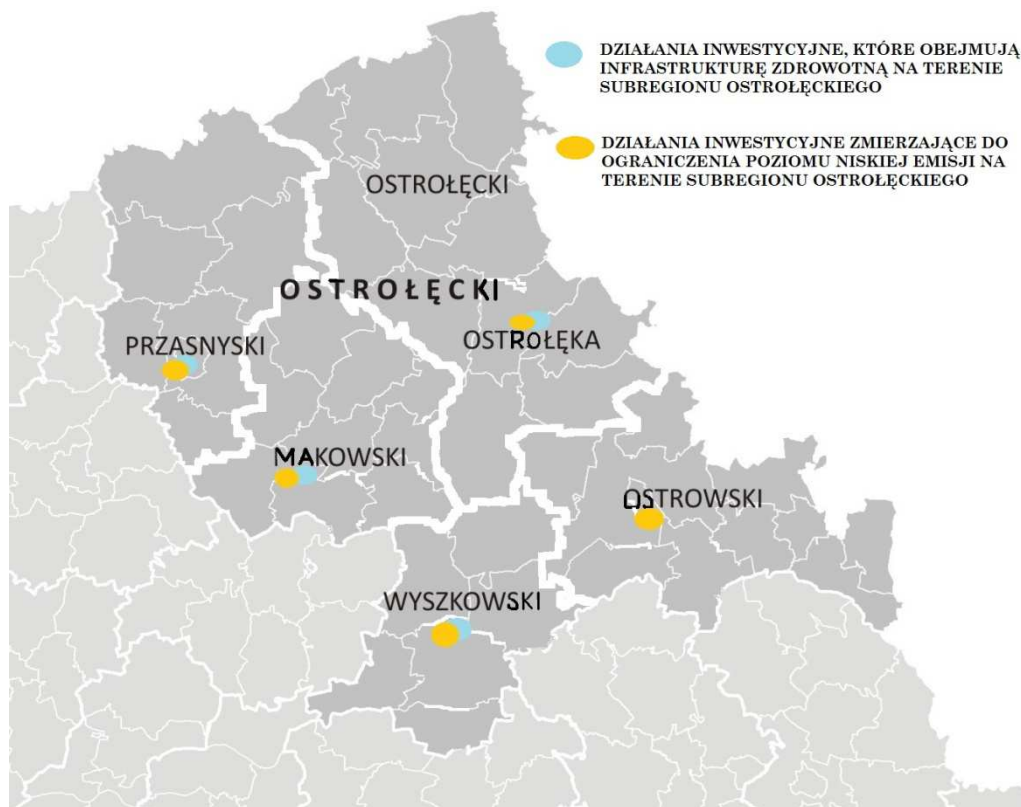 DZIAŁANIA INWESTYCYJNE, KTÓRE OBEJMUJĄ
INFRASTRUKTURĘ ZDROWOTNĄ NA TERENIE
SUBREGIONU OSTROŁĘCKIEGO
DZIAŁANIA INWESTYCYJNE ZMIERZAJĄCE DO
OGRANICZENIA POZIOMU NISKIEJ EMISJI NA
TERENIE SUBREGIONU OSTROŁĘCKIEGO
OSTROŁĘCKI
OSTROŁĘCKI
OSTROŁĘKA
PRZASNYSKI
MAKOWSKI
OSTROWSKI
WYSZKOWSKI